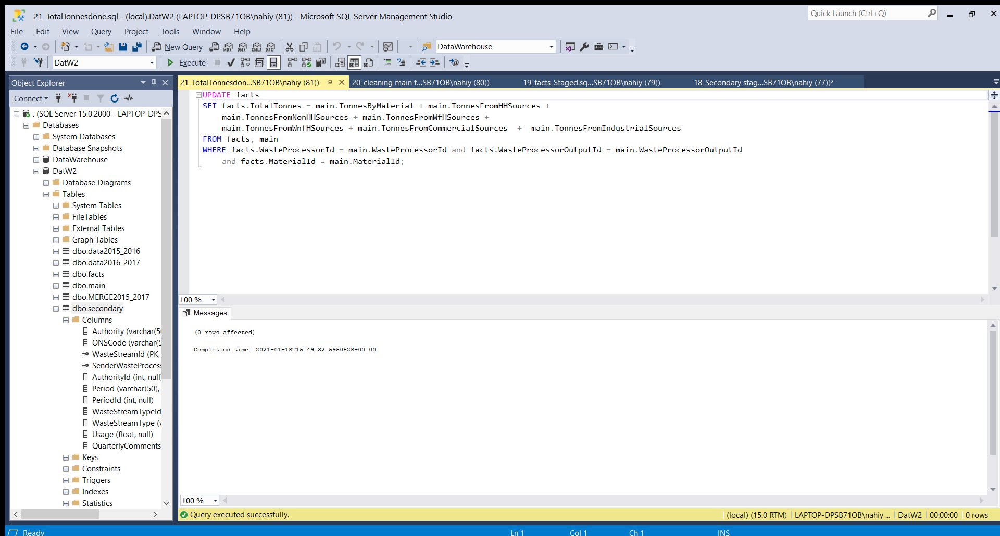 21_TotalTonnesdone.sql - (local).DatW2 (LAPTOP-DPSB71OB\nahiy (81)) - Microsoft SQL Server Management Studio
Quick Launch (Ctrl+Q)
File Edit View Query Project Tools Window Help
New Query
MDX DMX XMLA DAX
DataWarehouse
DatW2
Execute
Object Explorer
21_TotalTonnesdon...SB71OB\nahiy (81))
20_cleaning main t...SB71OB\nahiy (80))
19_facts_Staged.sq...SB71OB\nahiy (79))
18_Secondary stag...SB71OB\nahiy (77))*
Connect
. (SQL Server 15.0.2000 - LAPTOP-DPS
Databases
System Databases
Database Snapshots
DataWarehouse
DatW2
Database Diagrams
Tables
System Tables
FileTables
External Tables
Graph Tables
dbo.data2015_2016
dbo.data2016_2017
dbo.facts
dbo.main
dbo.MERGE2015_2017
dbo.secondary
Columns
Authority (varchar(50
ONSCode (varchar(5
WasteStreamId (PK,
SenderWasteProcess
AuthorityId (int, null
Period (varchar(50),
PeriodId (int, null)
WasteStreamTypeId
WasteStreamType (v
Usage (float, null)
QuarterlyComments
Keys
Constraints
Triggers
Indexes
Statistics
UPDATE facts
SET facts.TotalTonnes = main.TonnesByMaterial + main.TonnesFromHHSources +
main.TonnesFromNonHHSources + main.TonnesFromWfHSources +
main.TonnesFromWnfHSources + main.TonnesFromCommercialSources + main.TonnesFromIndustrialSources
FROM facts, main
WHERE facts.WasteProcessorId = main.WasteProcessorId and facts.WasteProcessorOutputId = main.WasteProcessorOutputId
and facts.MaterialId = main.MaterialId;
100 %
Messages
(0 rows affected)
Completion time: 2021-01-18T15:49:32.5950528+00:00
100 %
Query executed successfully.
(local) (15.0 RTM) LAPTOP-DPSB71OB\nahiy ... DatW2 00:00:00 0 rows
Ready Ln 1 Col 1 Ch 1 INS